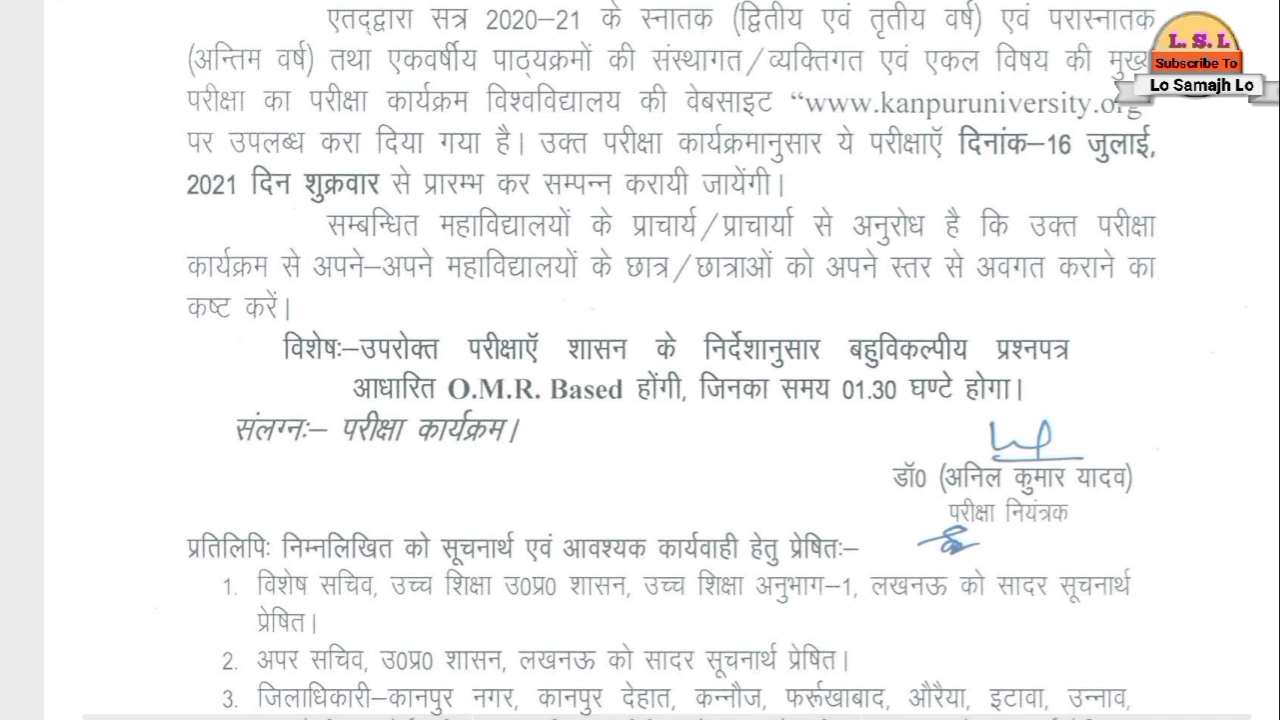 एतद्द्वारा सत्र 2020–21 के स्नातक (द्वितीय एवं तृतीय वर्ष) एवं परास्नातक
(अन्तिम वर्ष) तथा एकवर्षीय पाठ्यक्रमों की संस्थागत/व्यक्तिगत एवं एकल विषय की मुख्य
परीक्षा का परीक्षा कार्यक्रम विश्वविद्यालय की वेबसाइट “www.kanpuruniversity.org
पर उपलब्ध करा दिया गया है। उक्त परीक्षा कार्यक्रमानुसार ये परीक्षाऍ दिनांक–16 जुलाई,
2021 दिन शुक्रवार से प्रारम्भ कर सम्पन्न करायी जायेंगी।
सम्बन्धित महाविद्यालयों के प्राचार्य/प्राचार्या से अनुरोध है कि उक्त परीक्षा
कार्यक्रम से अपने–अपने महाविद्यालयों के छात्र/छात्राओं को अपने स्तर से अवगत कराने का
कष्ट करें।
विशेषः–उपरोक्त परीक्षाऍ शासन के निर्देशानुसार बहुविकल्पीय प्रश्नपत्र
आधारित O.M.R. Based होंगी, जिनका समय 01.30 घण्टे होगा।
संलग्नः– परीक्षा कार्यक्रम।
डॉ0 (अनिल कुमार यादव)
परीक्षा नियंत्रक
प्रतिलिपिः निम्नलिखित को सूचनार्थ एवं आवश्यक कार्यवाही हेतु प्रेषितः–
1. विशेष सचिव, उच्च शिक्षा उ0प्र0 शासन, उच्च शिक्षा अनुभाग–1, लखनऊ को सादर सूचनार्थ
प्रेषित।
2. अपर सचिव, उ0प्र0 शासन, लखनऊ को सादर सूचनार्थ प्रेषित।
3. जिलाधिकारी–कानपुर नगर, कानपुर देहात, कन्नौज, फर्रूखाबाद, औरैया, इटावा, उन्नाव,
L. S. L
Subscribe To
Lo Samajh Lo